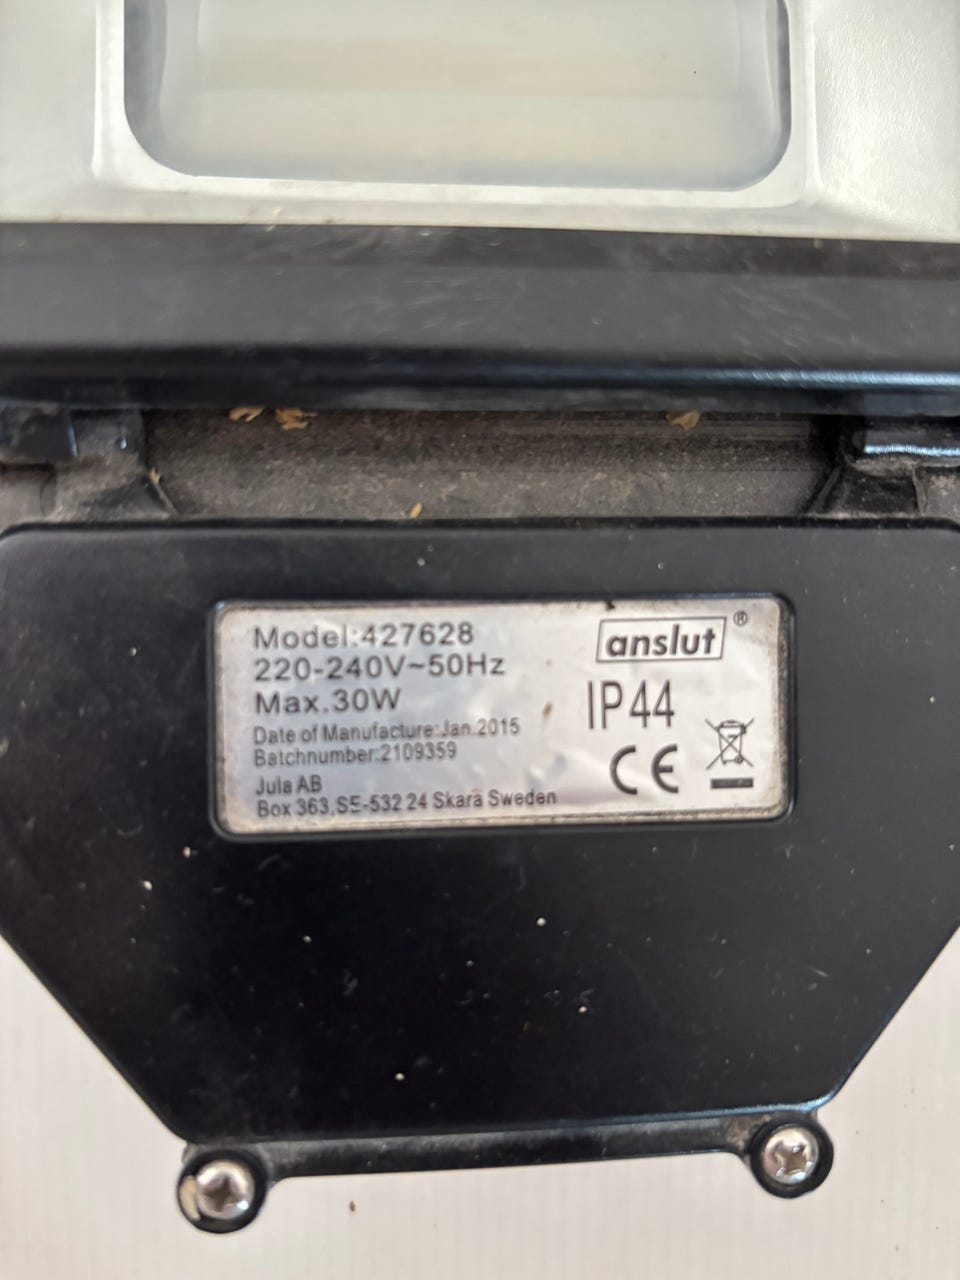 Model:427628
220-240V~50Hz
Max.30W
Date of Manufacture:Jan.2015
Batchnumber:2109359
Jula AB
Box 363,SE-532 24 Skara Sweden
anslut ®
IP44
CE